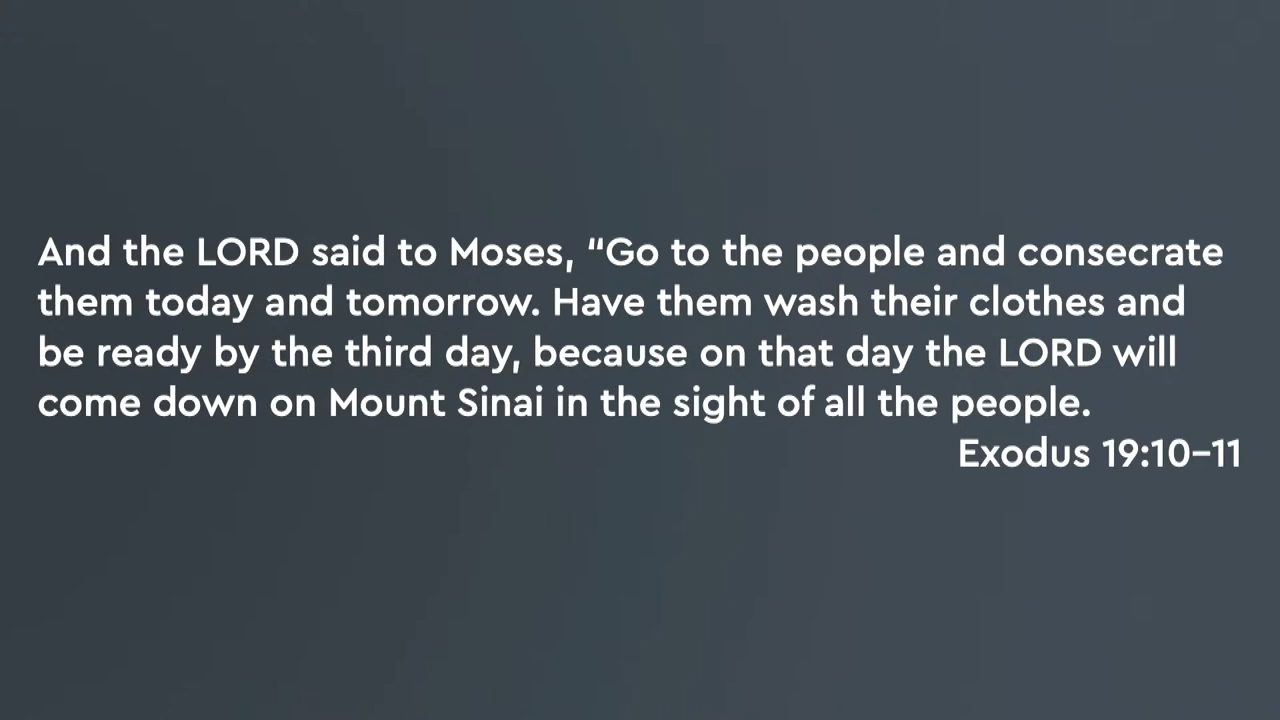 And the LORD said to Moses, “Go to the people and consecrate
them today and tomorrow. Have them wash their clothes and
be ready by the third day, because on that day the LORD will
come down on Mount Sinai in the sight of all the people.
Exodus 19:10–11